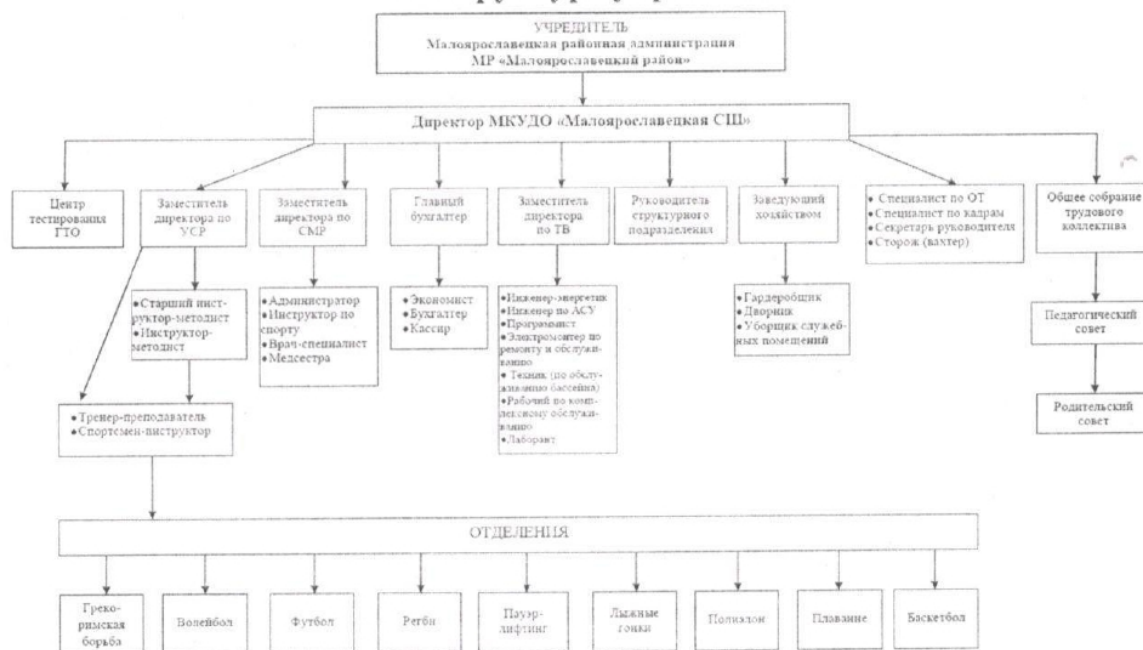 УЧРЕДИТЕЛЬ
Малоярославецкая районная администрация
МР «Малоярославецкий район»
Директор МКУДО «Малоярославецкая СШ»
Центр
тестирования
ГТО
Заместитель
директора по
УСР
Заместитель
директора по
СМР
Главный
бухгалтер
Заместитель
директора
по ТВ
Руководитель
структурного
подразделения
Заведующий
хозяйством
● Специалист по ОТ
● Специалист по кадрам
● Секретарь руководителя
● Сторож (вахтер)
Общее собрание
трудового
коллектива
●Старший инст-
руктор-методист
●Инструктор-
методист
●Администратор
●Инструктор по
спорту
●Врач-специалист
●Медсестра
●Экономист
●Бухгалтер
●Кассир
●Инженер-энергетик
●Инженер по АСУ
●Программист
●Электромонтер по
ремонту и обслужи-
ванию
● Техник (по обслу-
живанию бассейна)
●Рабочий по комп-
лексному обслужи-
ванию
●Лаборант
●Гардеробщик
●Дворник
●Уборщик служеб-
ных помещений
Педагогический
совет
Родительский
совет
●Тренер-преподаватель
●Спортсмен-инструктор
ОТДЕЛЕНИЯ
Греко-
римская
борьба
Волейбол
Футбол
Регби
Пауэр-
лифтинг
Лыжные
гонки
Полиатлон
Плавание
Баскетбол